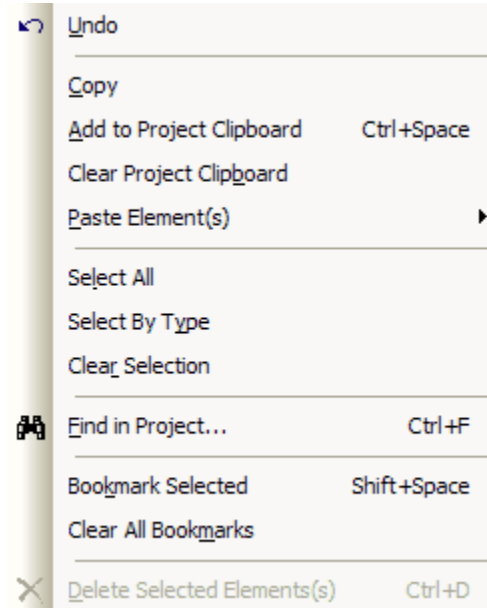 Undo
Copy
Add to Project Clipboard Ctrl+Space
Clear Project Clipboard
Paste Element(s)
Select All
Select By Type
Clear Selection
Find in Project... Ctrl+F
Bookmark Selected Shift+Space
Clear All Bookmarks
Delete Selected Elements(s) Ctrl+D